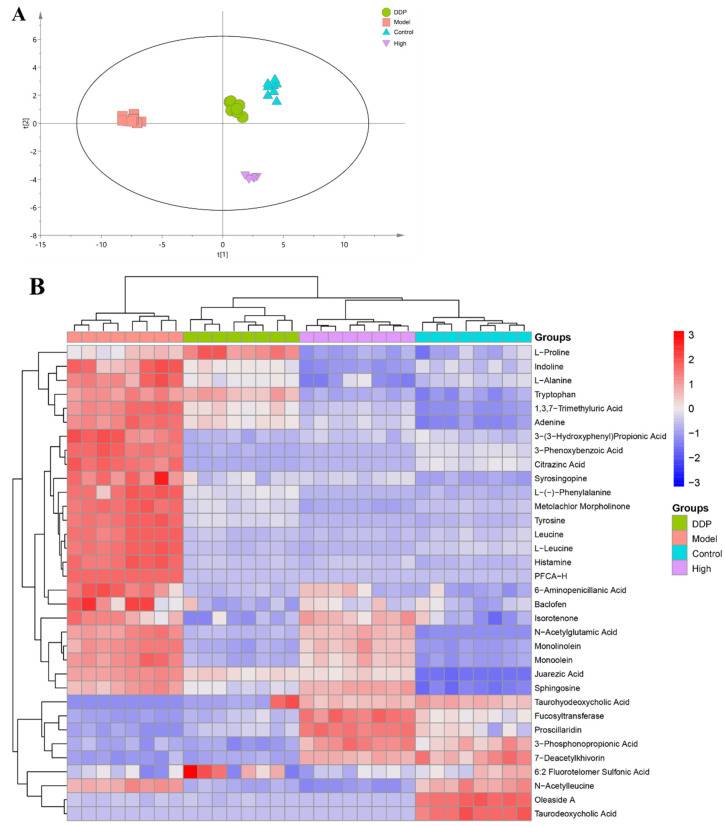 A
DDP
Model
Control
High
8
6
4
2
0
-2
-4
-6
-8
t[2]
-15
-10
-5
0
5
10
t[1]
B
Groups
L−Proline
Indoline
L−Alanine
Tryptophan
1,3,7−Trimethyluric Acid
Adenine
3−(3−Hydroxyphenyl)Propionic Acid
3−Phenoxybenzoic Acid
Citrazinc Acid
Syrosingopine
L−(−)−Phenylalanine
Metolachlor Morpholinone
Tyrosine
Leucine
L−Leucine
Histamine
PFCA−H
6−Aminopenicillanic Acid
Baclofen
Isorotenone
N−Acetylglutamic Acid
Monolinolein
Monoolein
Juarezic Acid
Sphingosine
Taurohyodeoxycholic Acid
Fucosyltransferase
Proscillaridin
3−Phosphonopropionic Acid
7−Deacetylkhivorin
6:2 Fluorotelomer Sulfonic Acid
N−Acetylleucine
Oleaside A
Taurodeoxycholic Acid
3
2
1
0
−1
−2
−3
Groups
DDP
Model
Control
High